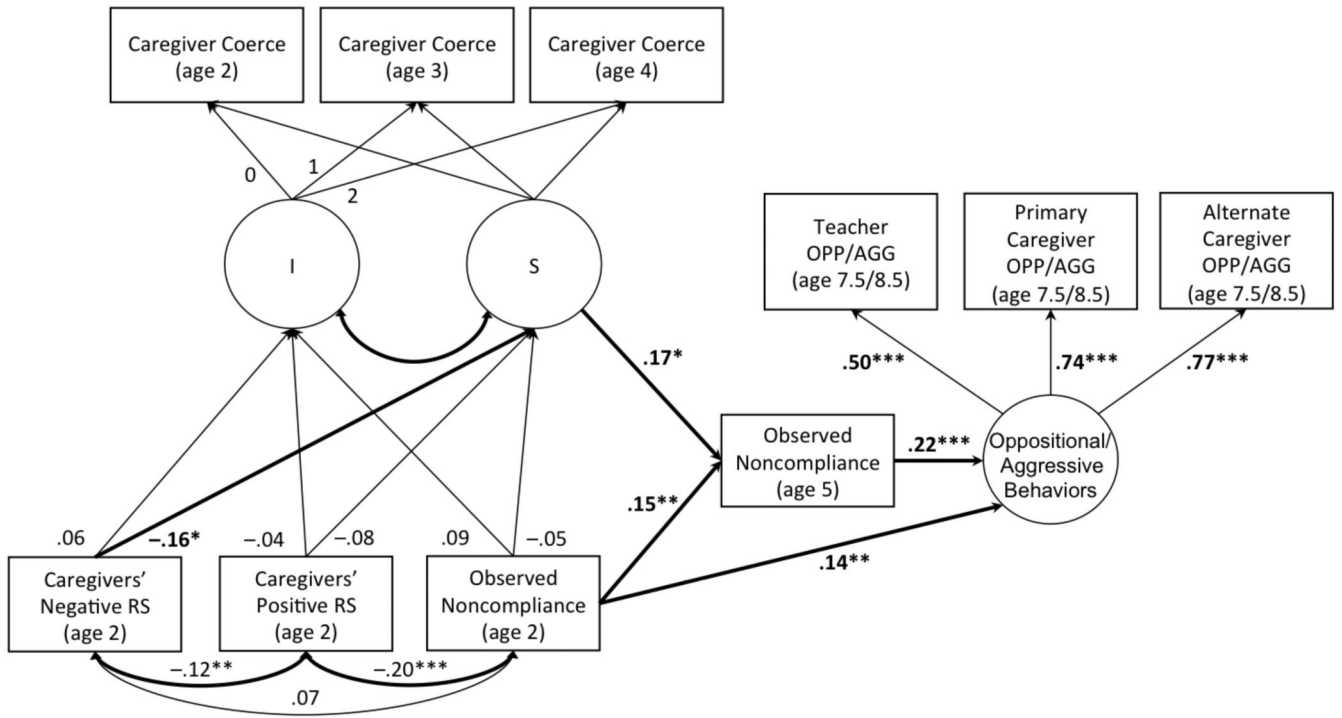 Caregiver Coerce
(age 2)
Caregiver Coerce
(age 3)
Caregiver Coerce
(age 4)
0
1
2
I
S
Teacher
OPP/AGG
(age 7.5/8.5)
Primary
Caregiver
OPP/AGG
(age 7.5/8.5)
Alternate
Caregiver
OPP/AGG
(age 7.5/8.5)
.17*
.50***
.74***
.77***
Observed
Noncompliance
(age 5)
.22***
Oppositional/
Aggressive
Behaviors
.15**
.14**
.06
–.16*
–.04
–.08
.09
–.05
Caregivers’
Negative RS
(age 2)
Caregivers’
Positive RS
(age 2)
Observed
Noncompliance
(age 2)
–.12**
–.20***
.07